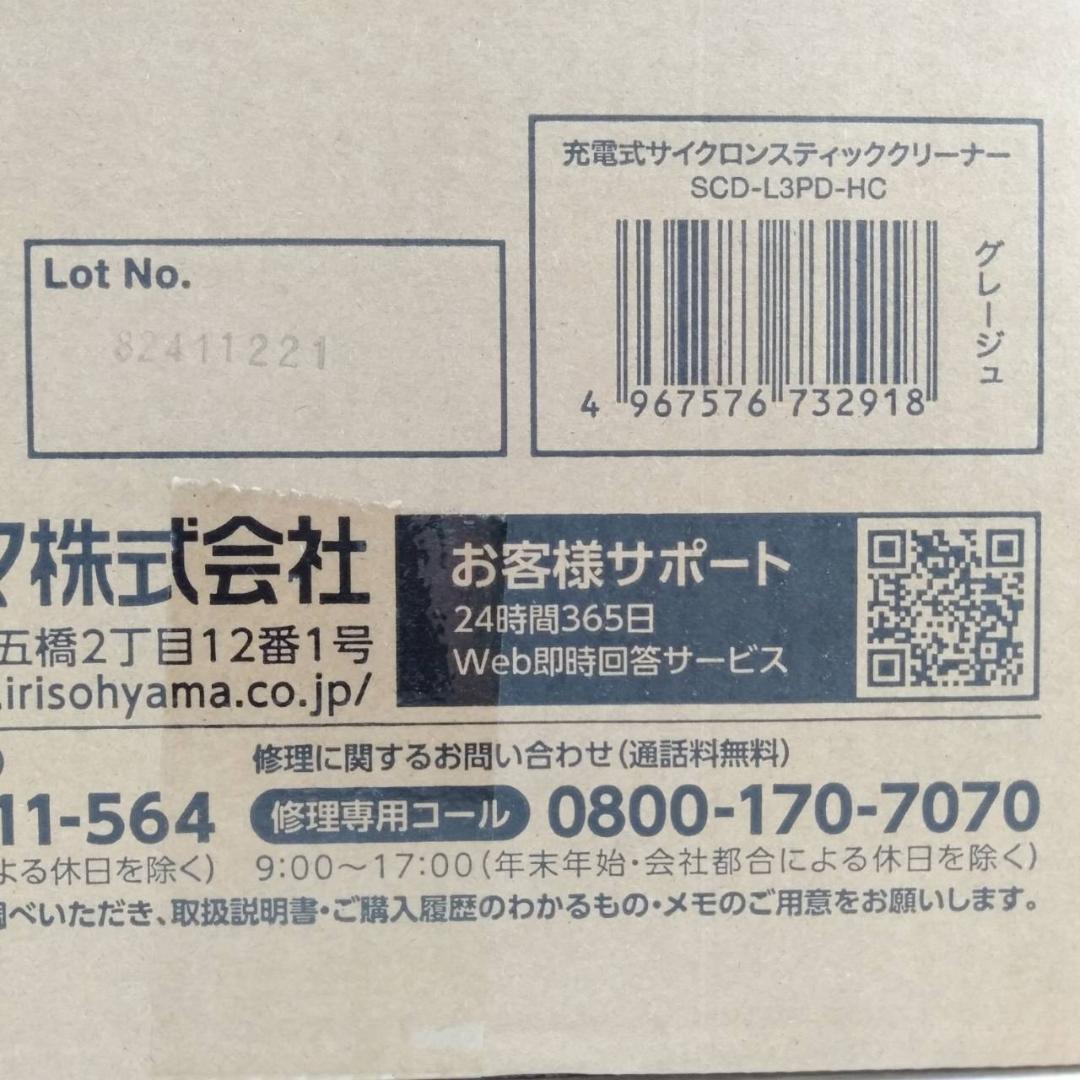 充電式サイクロンスティッククリーナー
SCD-L3PD-HC
グレージュ
4 967576 732918
Lot No.
82411221
マ株式会社
五橋2丁目12番1号
.irisohyama.co.jp/
お客様サポート
24時間365日
Web即時回答サービス
)
11-564
よる休日を除く)
修理に関するお問い合わせ(通話料無料)
修理専用コール 0800-170-7070
9:00～17:00(年末年始・会社都合による休日を除く)
調べいただき、取扱説明書・ご購入履歴のわかるもの・メモのご用意をお願いします。